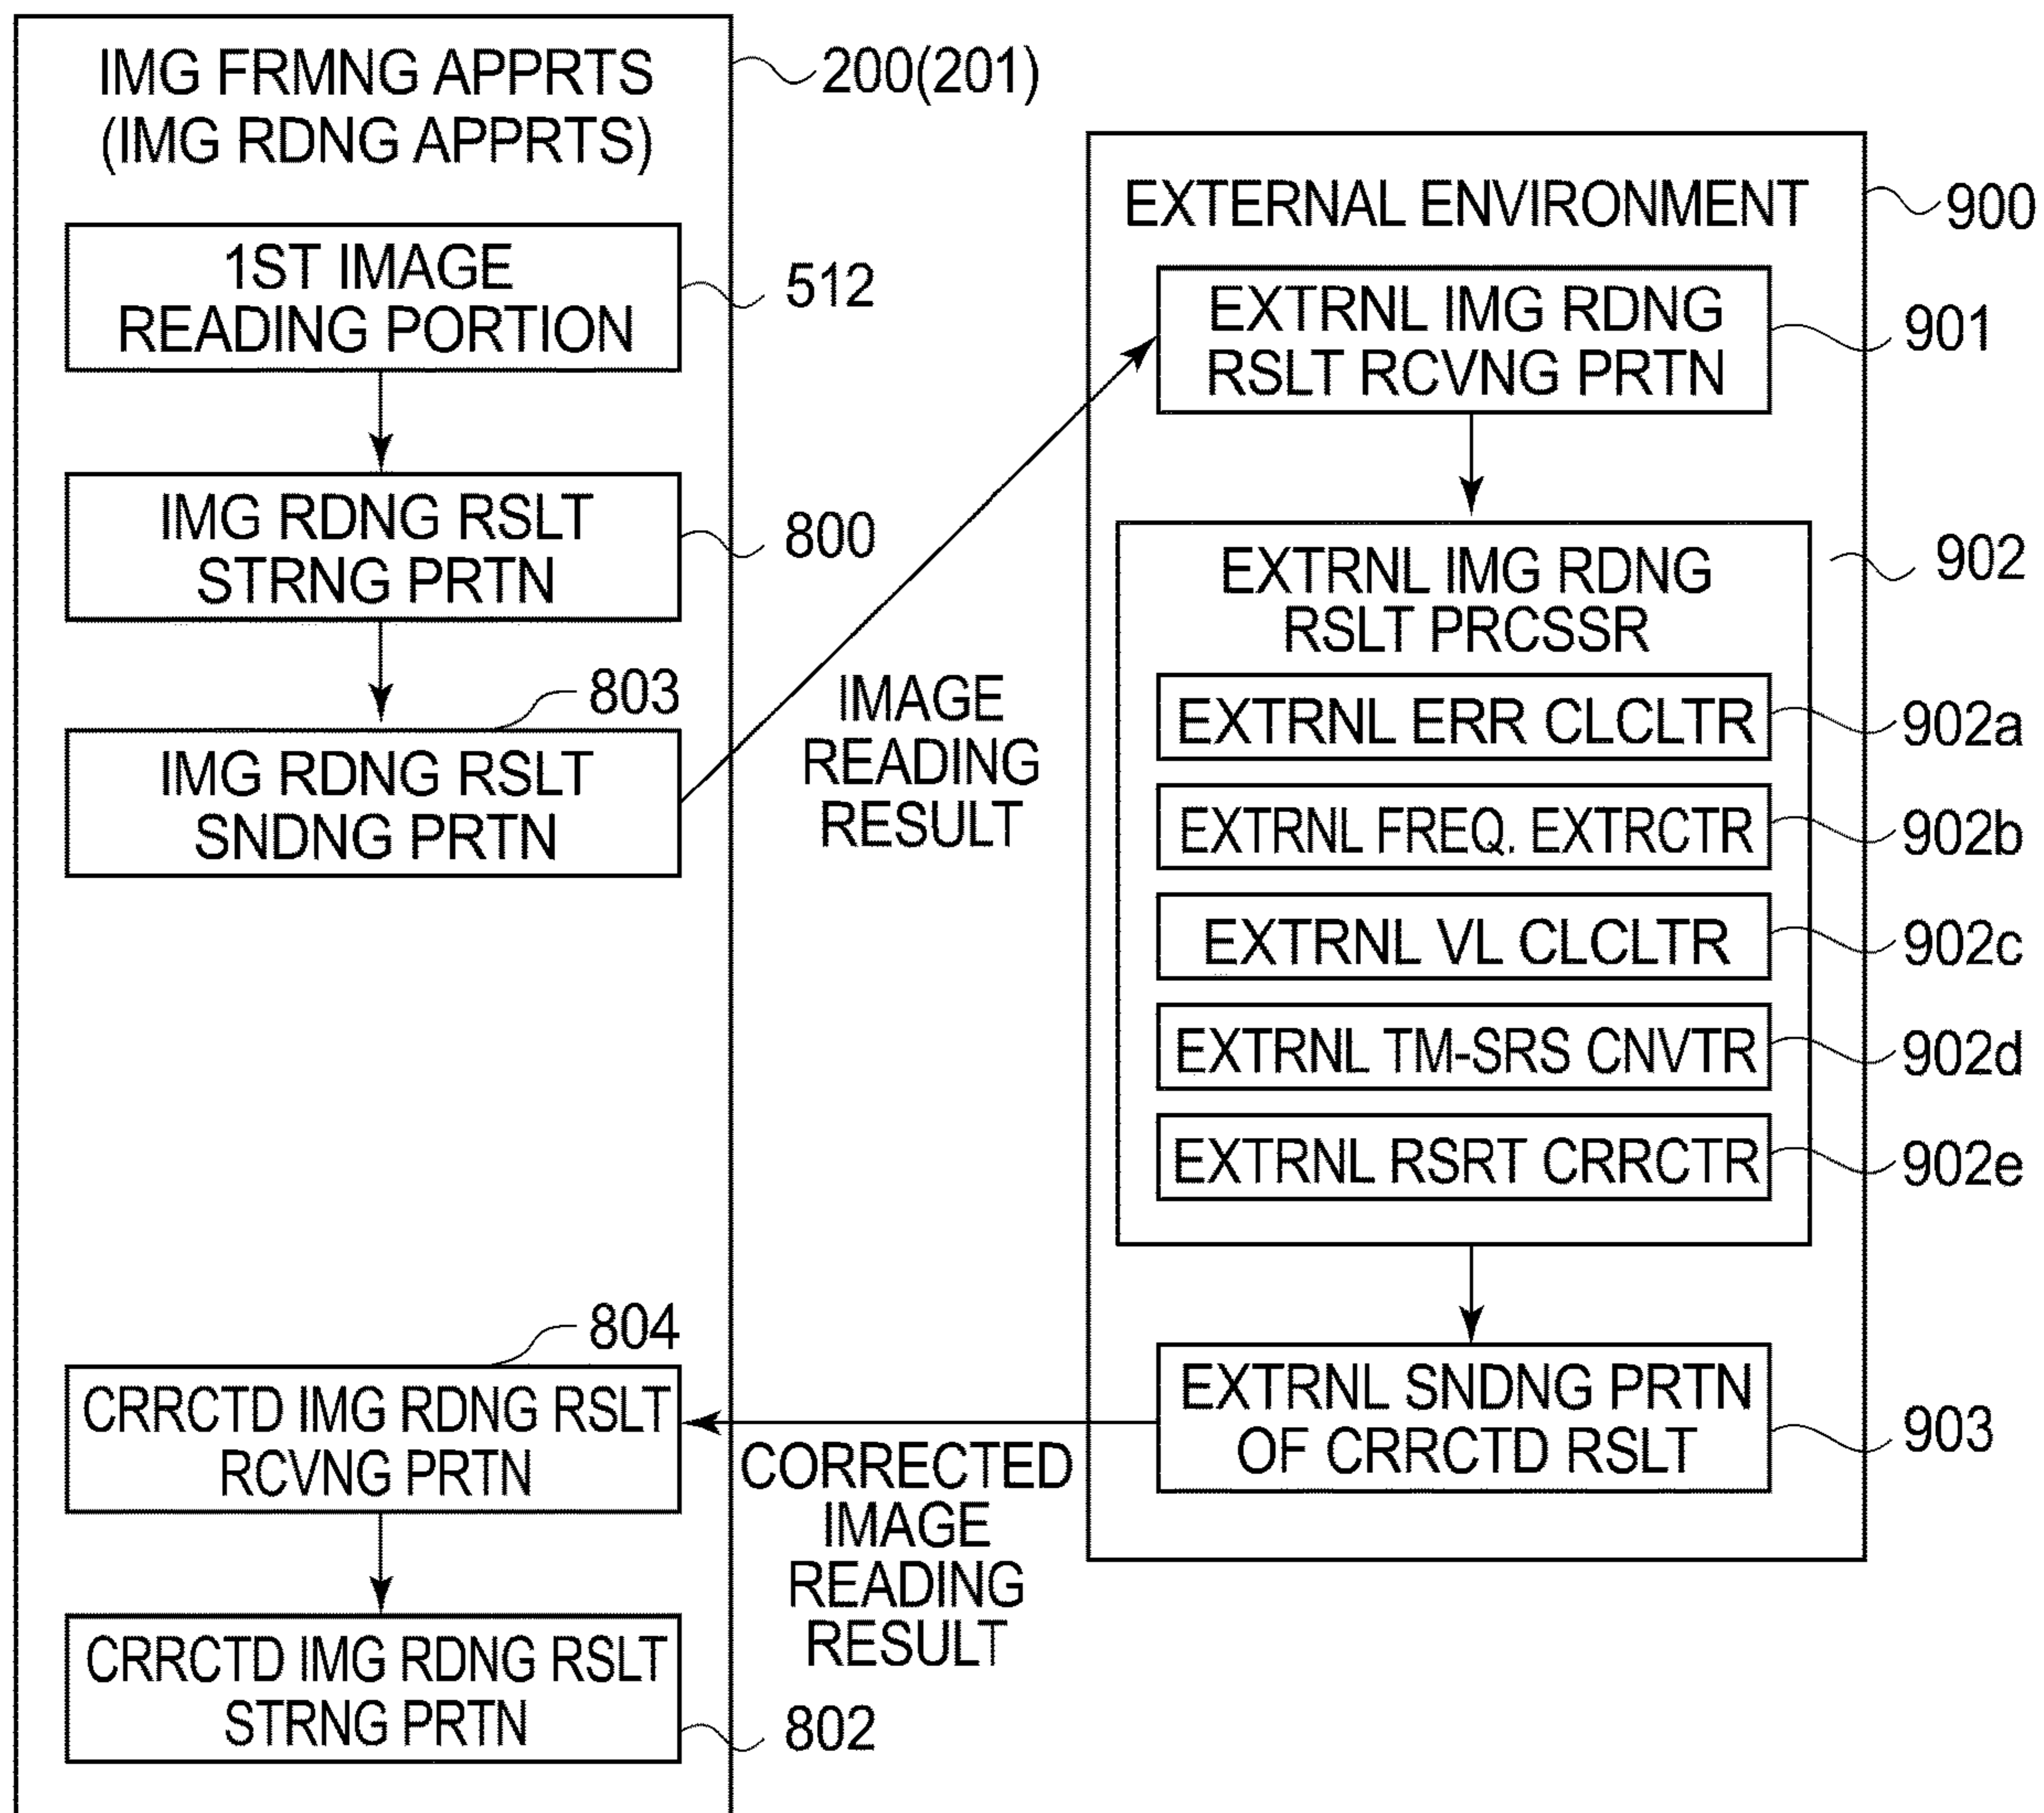 IMG FRMNG APPRTS
(IMG RDNG APPRTS)
200(201)
1ST IMAGE
READING PORTION
512
IMG RDNG RSLT
STRNG PRTN
800
803
IMG RDNG RSLT
SNDNG PRTN
IMAGE
READING
RESULT
EXTERNAL ENVIRONMENT
900
EXTRNL IMG RDNG
RSLT RCVNG PRTN
901
EXTRNL IMG RDNG
RSLT PRCSSR
902
EXTRNL ERR CLCLTR
902a
EXTRNL FREQ. EXTRCTR
902b
EXTRNL VL CLCLTR
902c
EXTRNL TM-SRS CNVTR
902d
EXTRNL RSRT CRRCTR
902e
EXTRNL SNDNG PRTN
OF CRRCTD RSLT
903
CORRECTED
IMAGE
READING
RESULT
804
CRRCTD IMG RDNG RSLT
RCVNG PRTN
CRRCTD IMG RDNG RSLT
STRNG PRTN
802